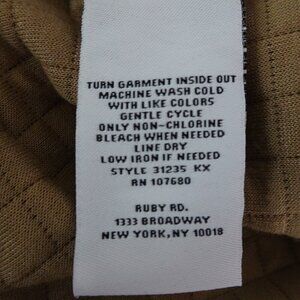 TURN GARMENT INSIDE OUT
MACHINE WASH COLD
WITH LIKE COLORS
GENTLE CYCLE
ONLY NON-CHLORINE
BLEACH WHEN NEEDED
LINE DRY
LOW IRON IF NEEDED
STYLE 31235 KX
RN 107680
RUBY RD.
1333 BROADWAY
NEW YORK,NY 10018